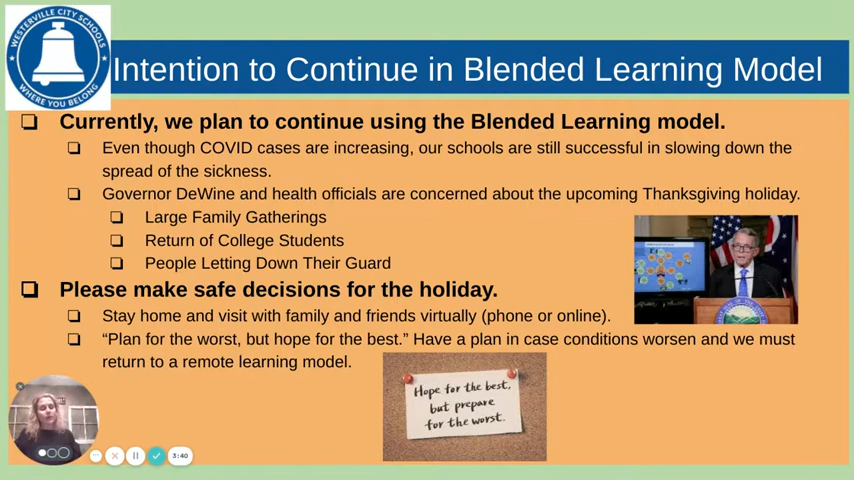 WESTERVILLE CITY SCHOOLS
WHERE YOU BELONG
Intention to Continue in Blended Learning Model
Currently, we plan to continue using the Blended Learning model.
Even though COVID cases are increasing, our schools are still successful in slowing down the
spread of the sickness.
Governor DeWine and health officials are concerned about the upcoming Thanksgiving holiday.
Large Family Gatherings
Return of College Students
People Letting Down Their Guard
Please make safe decisions for the holiday.
Stay home and visit with family and friends virtually (phone or online).
“Plan for the worst, but hope for the best.” Have a plan in case conditions worsen and we must
return to a remote learning model.
Hope for the best,
but prepare
for the worst.
3:40